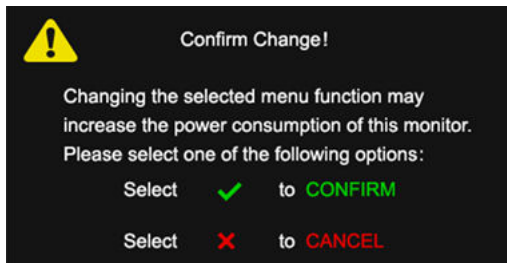 Confirm Change!
Changing the selected menu function may
increase the power consumption of this monitor.
Please select one of the following options:
Select ✓ to CONFIRM
Select ✗ to CANCEL